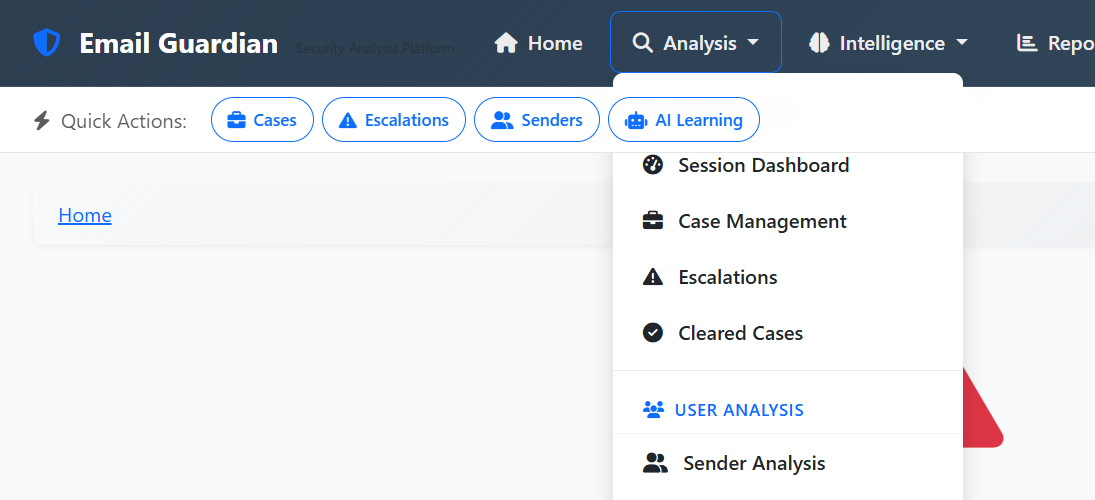 Email Guardian Security Analysis Platform Home Analysis Intelligence Repo
Quick Actions: Cases Escalations Senders AI Learning
Home
Session Dashboard
Case Management
Escalations
Cleared Cases
USER ANALYSIS
Sender Analysis